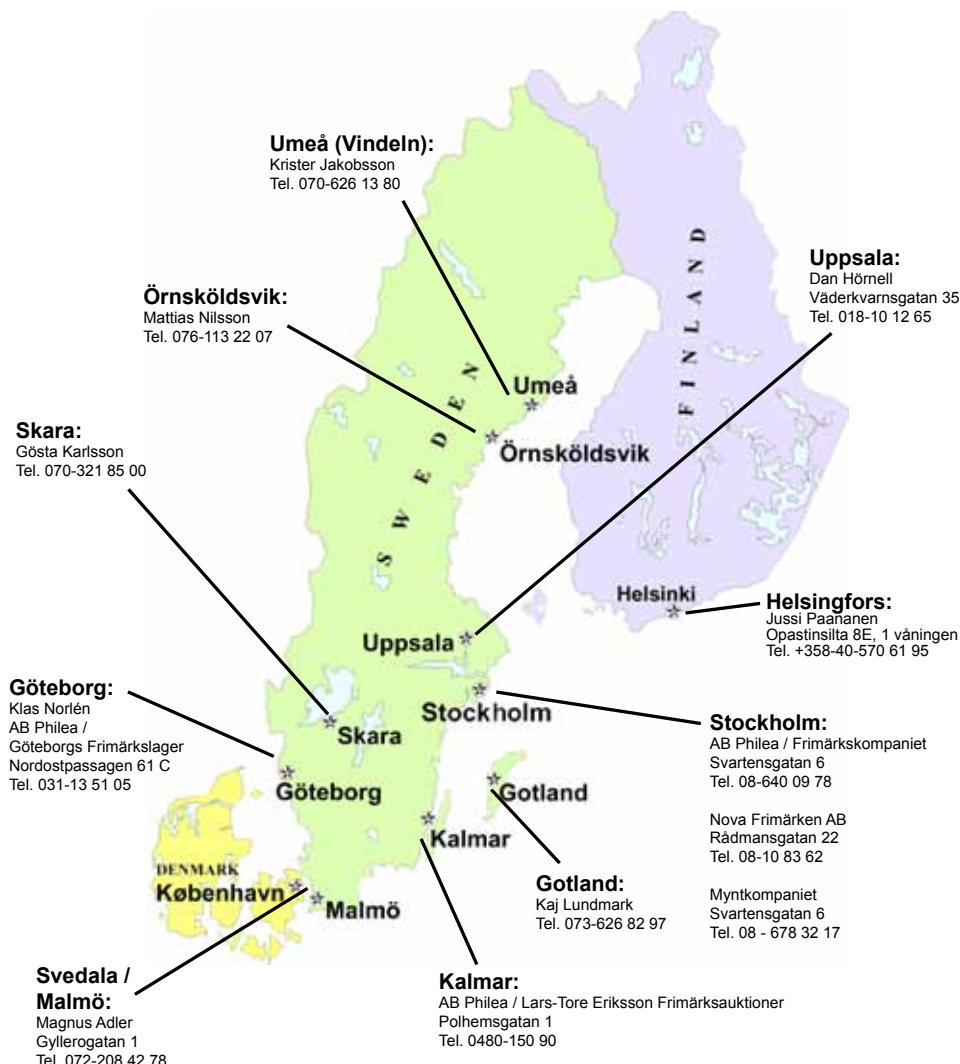 Umeå (Vindeln):
Krister Jakobsson
Tel. 070-626 13 80
Örnsköldsvik:
Mattias Nilsson
Tel. 076-113 22 07
Uppsala:
Dan Hörnell
Väderkvarnsgatan 35
Tel. 018-10 12 65
Skara:
Gösta Karlsson
Tel. 070-321 85 00
FINLAND
SWEDEN
Umeå
Örnsköldsvik
Helsinki
Helsingfors:
Jussi Paananen
Opastinsilta 8E, 1 våningen
Tel. +358-40-570 61 95
Uppsala
Stockholm
Skara
Göteborg:
Klas Norlén
AB Philea /
Göteborgs Frimärkslager
Nordostpassagen 61 C
Tel. 031-13 51 05
Göteborg
Gotland
Kalmar
Stockholm:
AB Philea / Frimärkskompaniet
Svartensgatan 6
Tel. 08-640 09 78
Nova Frimärken AB
Rådmansgatan 22
Tel. 08-10 83 62
Myntkompaniet
Svartensgatan 6
Tel. 08 - 678 32 17
DENMARK
København
Malmö
Gotland:
Kaj Lundmark
Tel. 073-626 82 97
Svedala /
Malmö:
Magnus Adler
Gyllerogatan 1
Tel. 072-208 42 78
Kalmar:
AB Philea / Lars-Tore Eriksson Frimärksauktioner
Polhemsgatan 1
Tel. 0480-150 90